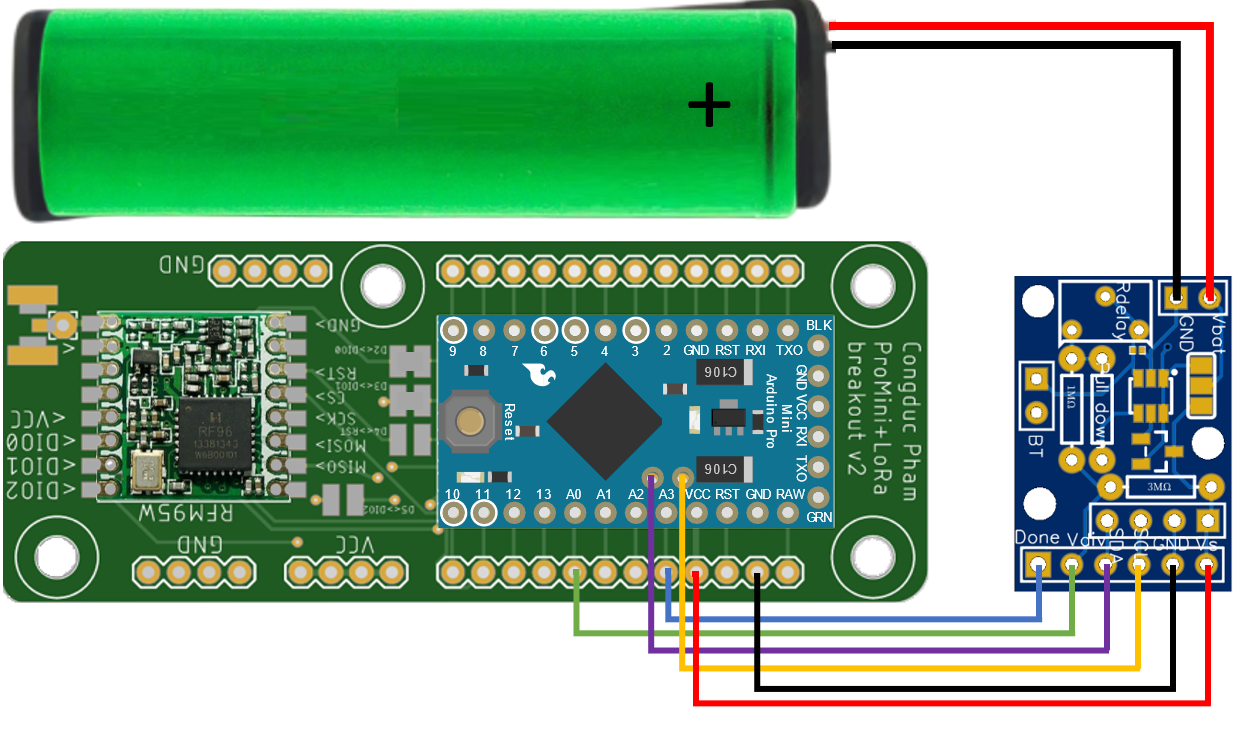 +
GND
<GND
<
RST>
<CS>
SCK>
<MOSI
MISO>
<VCC
<DIO0
<DIO1
<DIO2
RF96
RFM95W
GND
VCC
D2<>DIO0
9 8 7 6 5 4 3 2 GND RST RXI TXO
BLK
GND
VCC
RXI
TXO
GRN
C106
Reset
Arduino Pro
Mini
C106
10 11 12 13 A0 A1 A2 A3 VCC RST GND RAW
Congduc Pham
ProMini+LoRa
breakout v2
Rdelay
GND
Vbat
1MΩ
Pull down
BT
3MΩ
Done Vdiv SDA SCL GND Vs